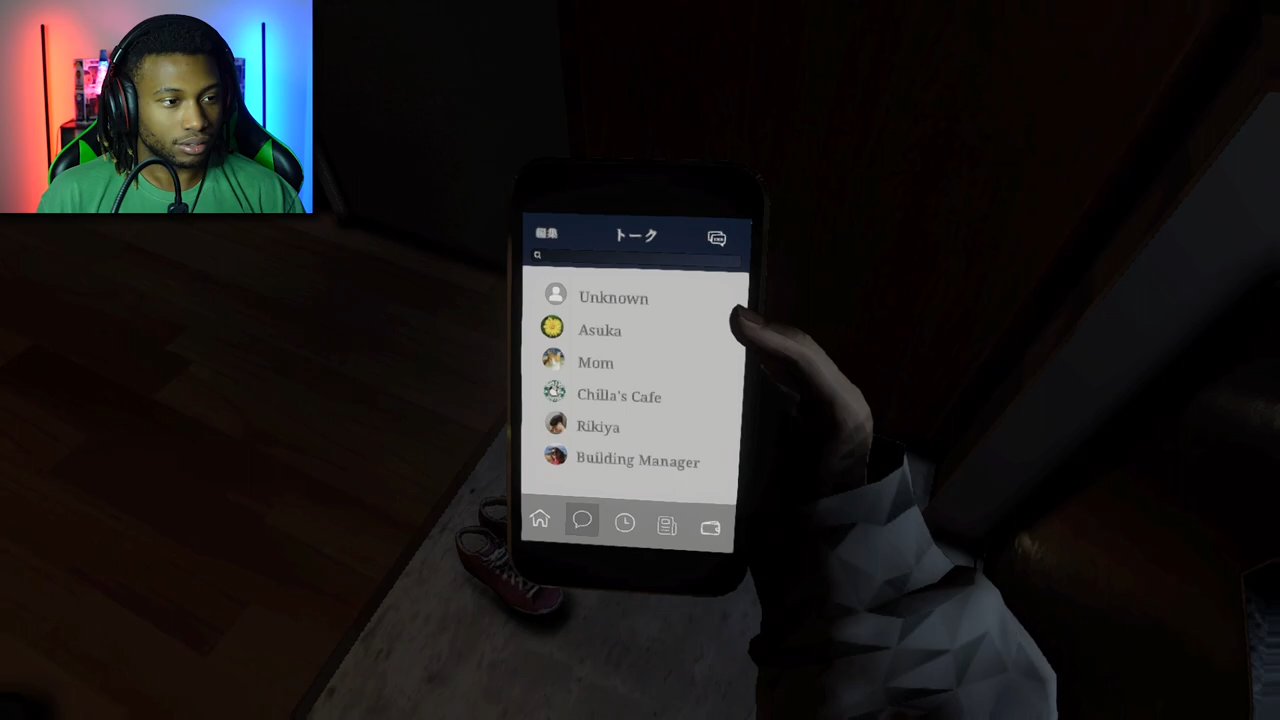 編集
トーク
Unknown
Asuka
Mom
Chilla's Cafe
Rikiya
Building Manager